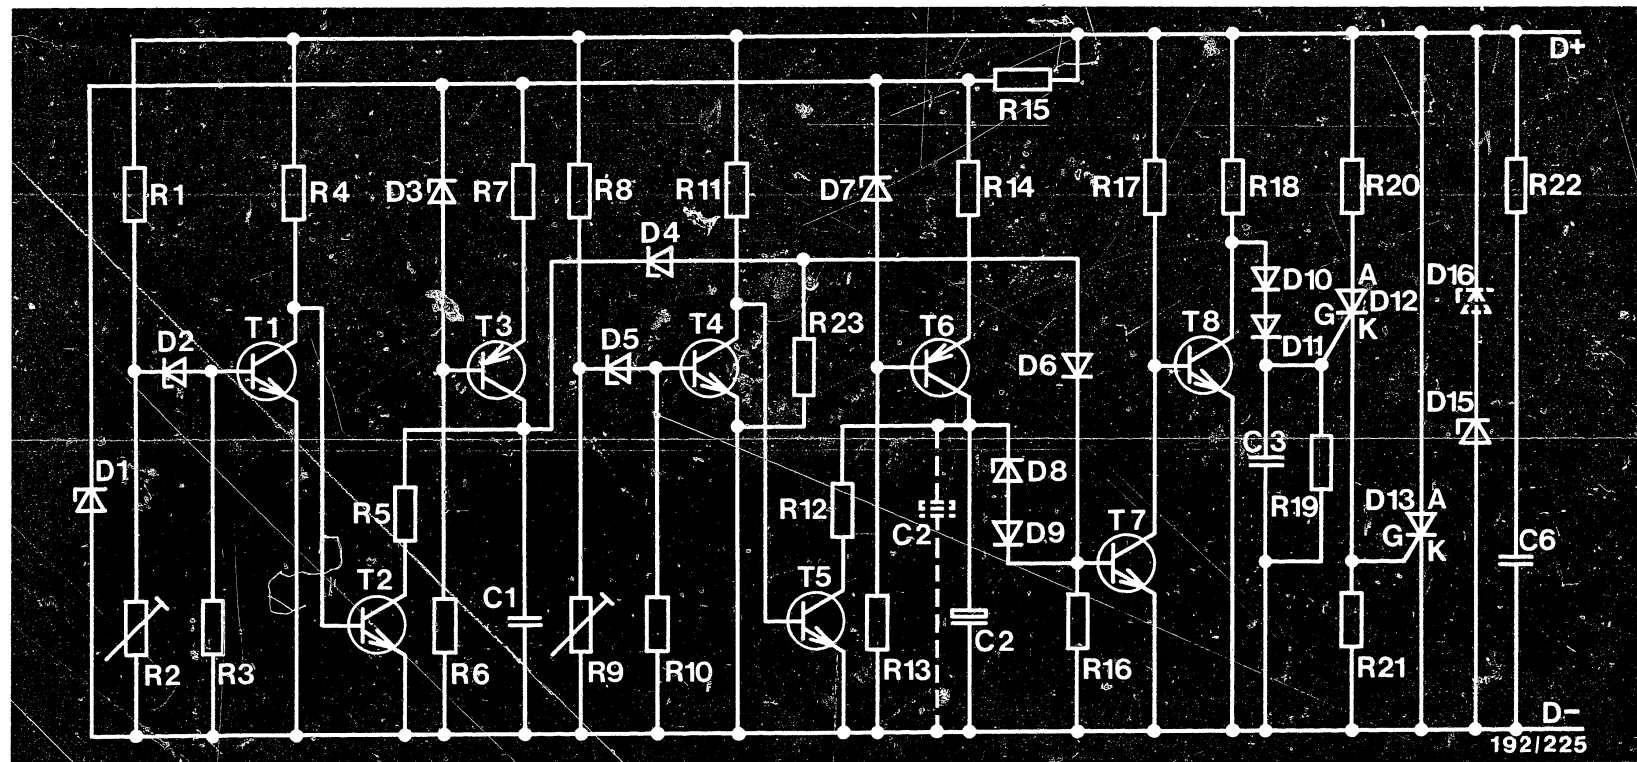 D+
R15
R1
R4
D3
R7
R8
R11
D7
R14
R17
R18
R20
R22
D4
D10
A
D12
D16
G
K
T1
T3
T4
R23
T6
T8
D2
D5
D6
D11
D15
D1
C3
D8
R5
R12
C2
D9
T7
R19
D13
A
G
K
C6
T2
C1
T5
R2
R3
R6
R9
R10
R13
C2
R16
R21
D-
192/225